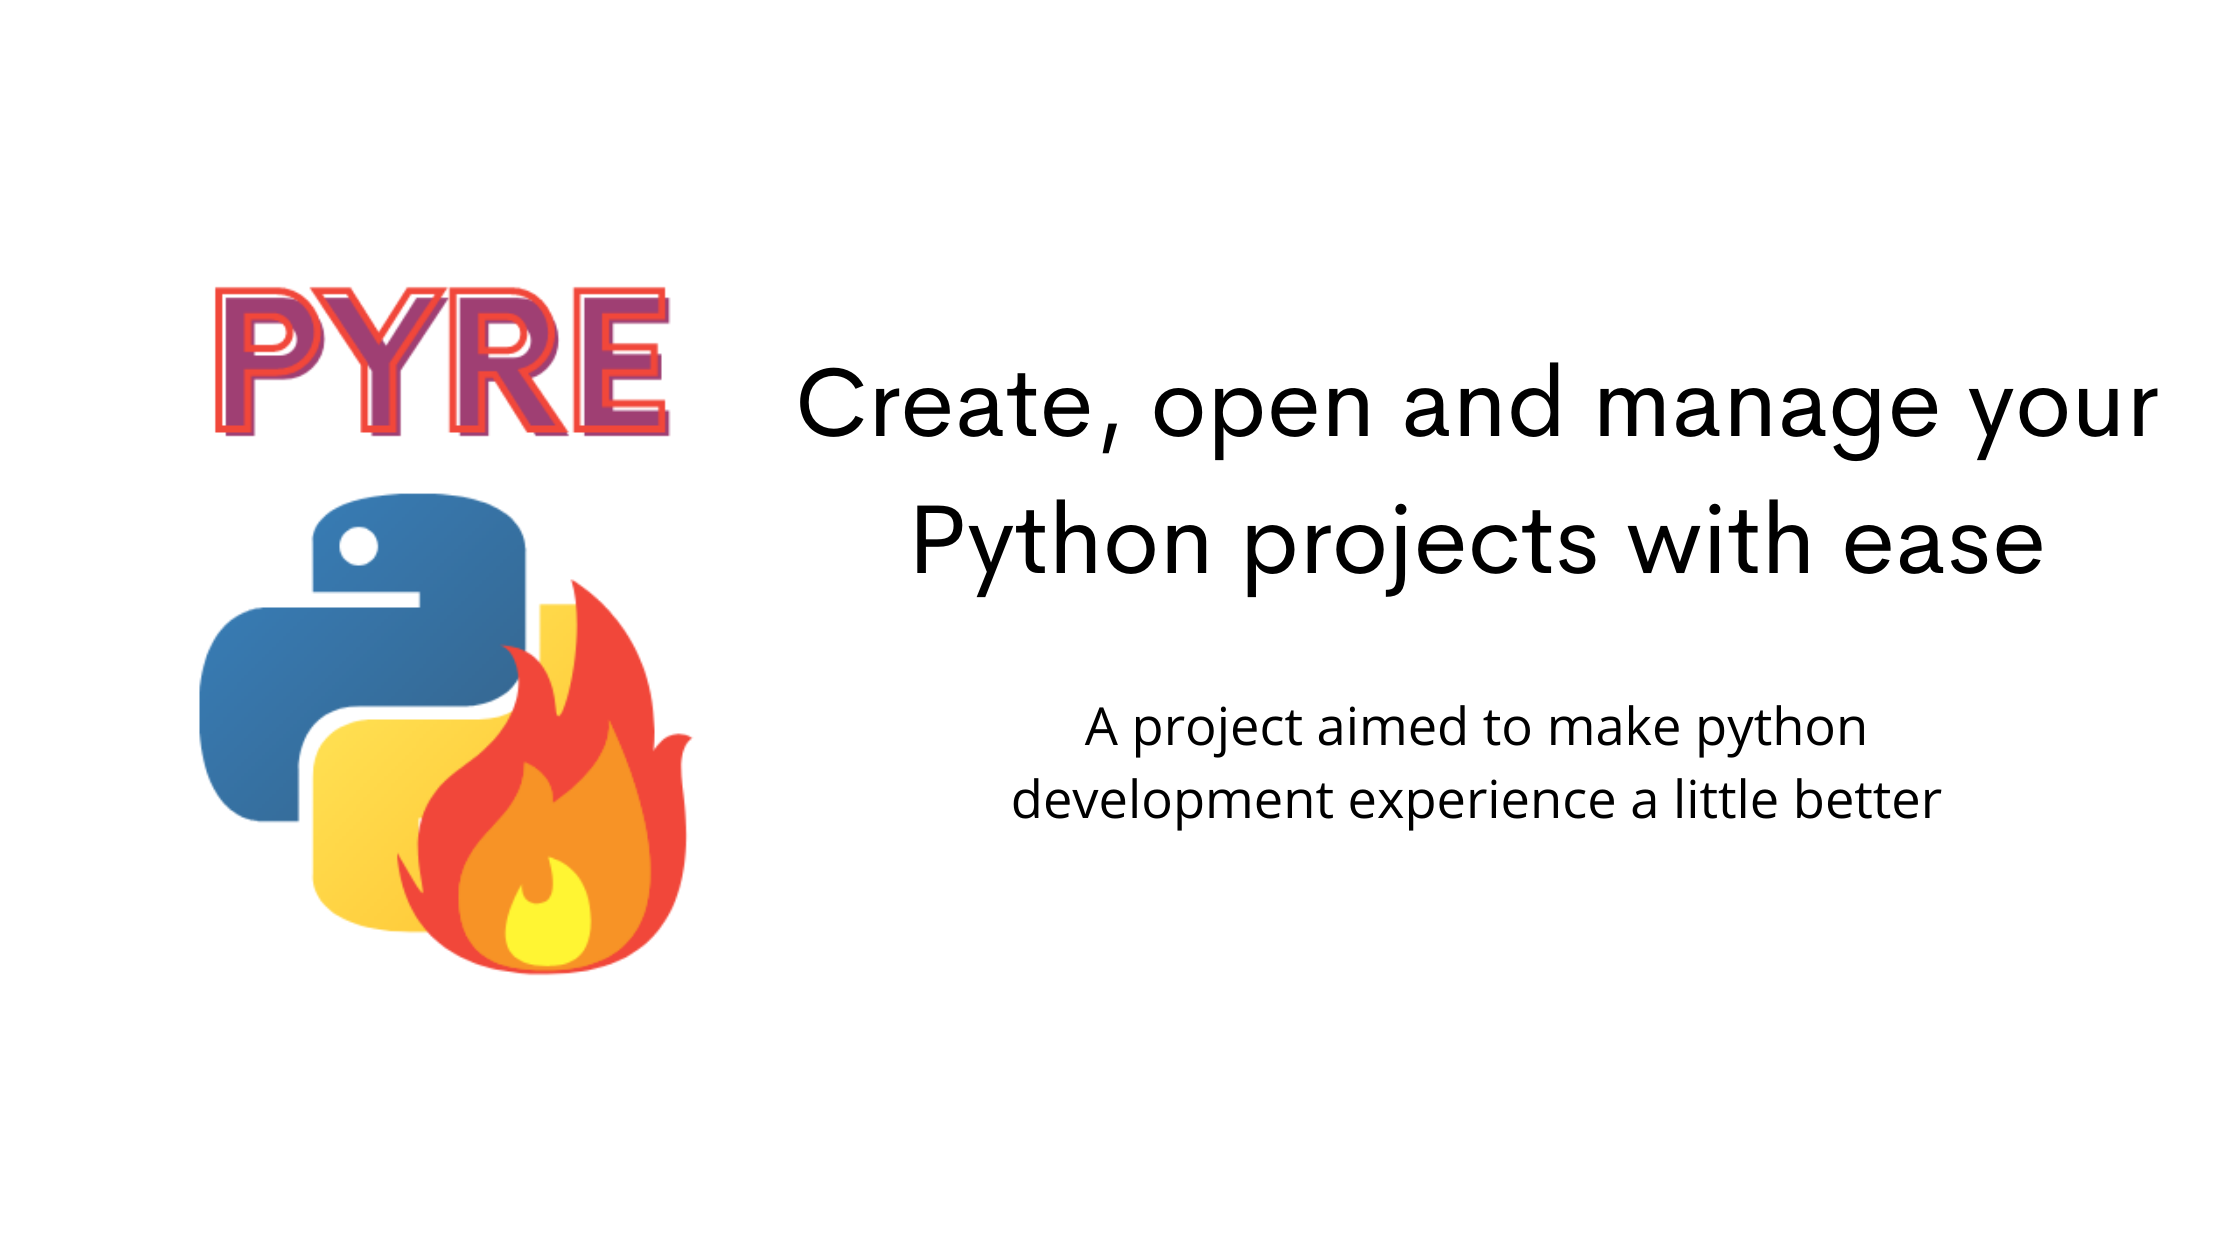 PYRE
Create, open and manage your
Python projects with ease
A project aimed to make python
development experience a little better